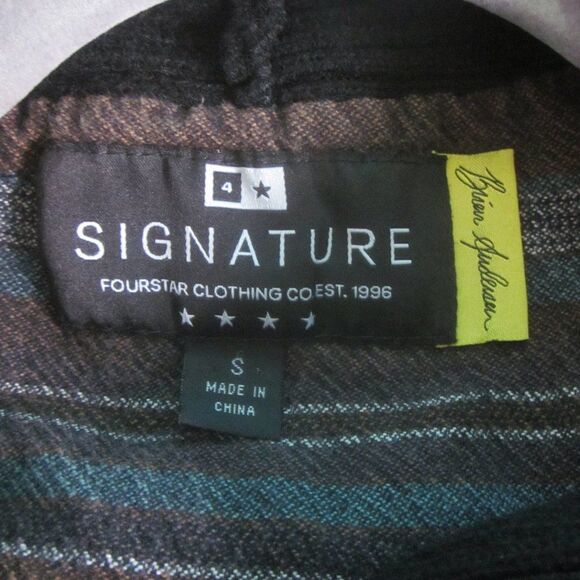 4
SIGNATURE
FOURSTAR CLOTHING CO EST. 1996
Brian Anderson
S
MADE IN
CHINA